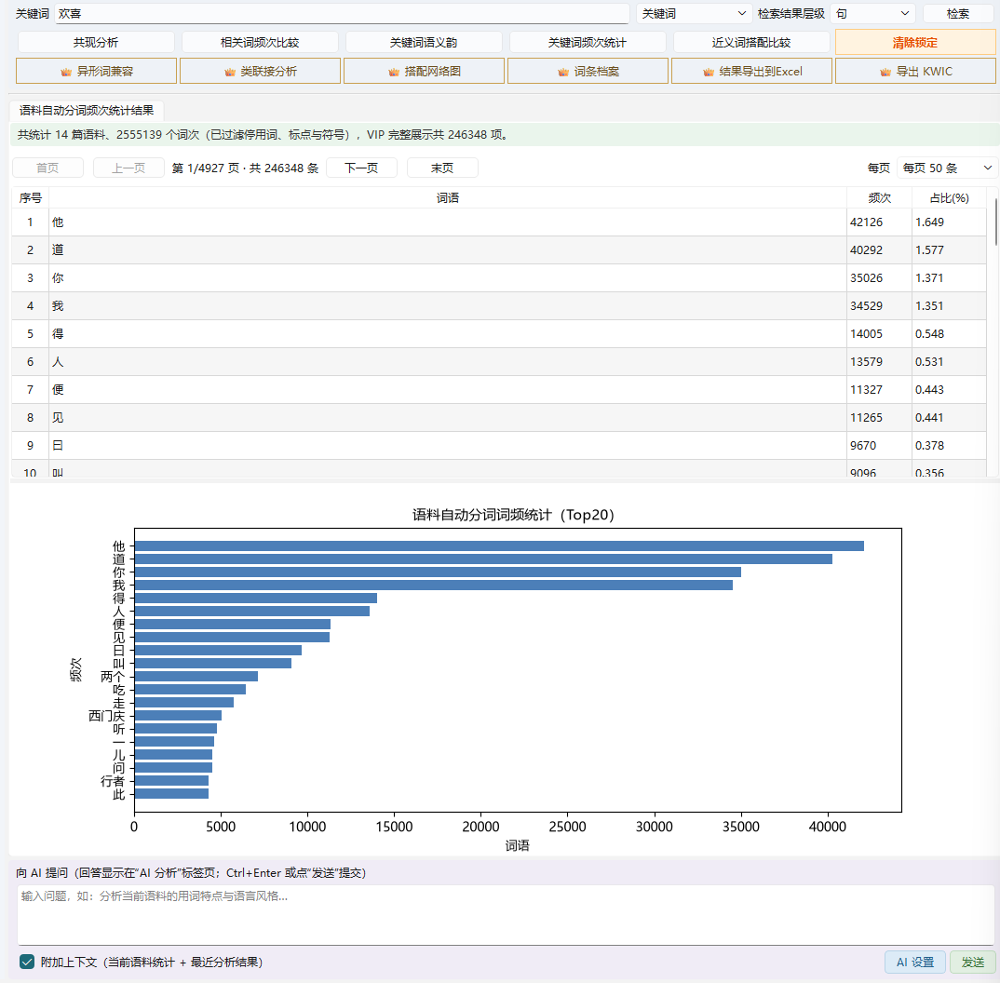 关键词 欢喜 关键词 检索结果层级 句 检索
共现分析 相关词频次比较 关键词语义韵 关键词频次统计 近义词搭配比较 清除锁定
异形词兼容 类联接分析 搭配网络图 词条档案 结果导出到Excel 导出 KWIC
语料自动分词频次统计结果
共统计 14 篇语料、2555139 个词次（已过滤停用词、标点与符号），VIP 完整展示共 246348 项。
首页 上一页 第 1/4927 页 · 共 246348 条 下一页 末页 每页 每页 50 条
序号 词语 频次 占比(%)
1 他 42126 1.649
2 道 40292 1.577
3 你 35026 1.371
4 我 34529 1.351
5 得 14005 0.548
6 人 13579 0.531
7 便 11327 0.443
8 见 11265 0.441
9 曰 9670 0.378
10 叫 9096 0.356
语料自动分词词频统计（Top20）
他
道
你
我
得
人
便
见
曰
叫
两个
吃
走
西门庆
听
一
儿
问
行者
此
频次
0 5000 10000 15000 20000 25000 30000 35000 40000
词语
向 AI 提问（回答显示在“AI 分析”标签页；Ctrl+Enter 或点“发送”提交）
输入问题，如：分析当前语料的用词特点与语言风格...
附加上下文（当前语料统计 + 最近分析结果） AI 设置 发送